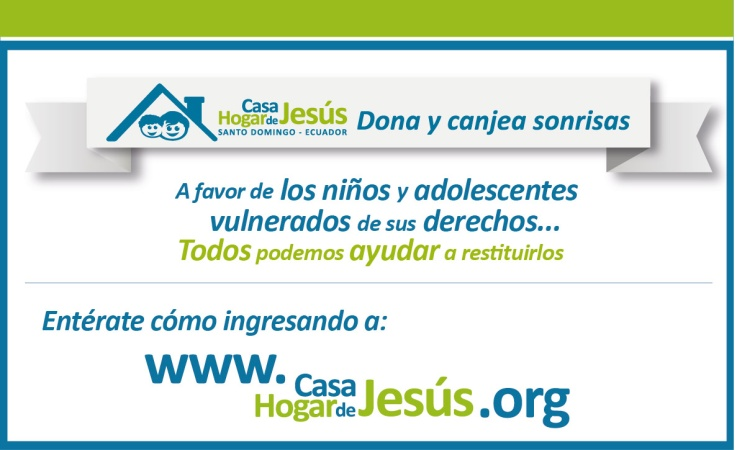 Casa
Hogar de Jesús
SANTO DOMINGO - ECUADOR
Dona y canjea sonrisas
A favor de los niños y adolescentes
vulnerados de sus derechos...
Todos podemos ayudar a restituirlos
Entérate cómo ingresando a:
www. Casa
Hogar de Jesús .org